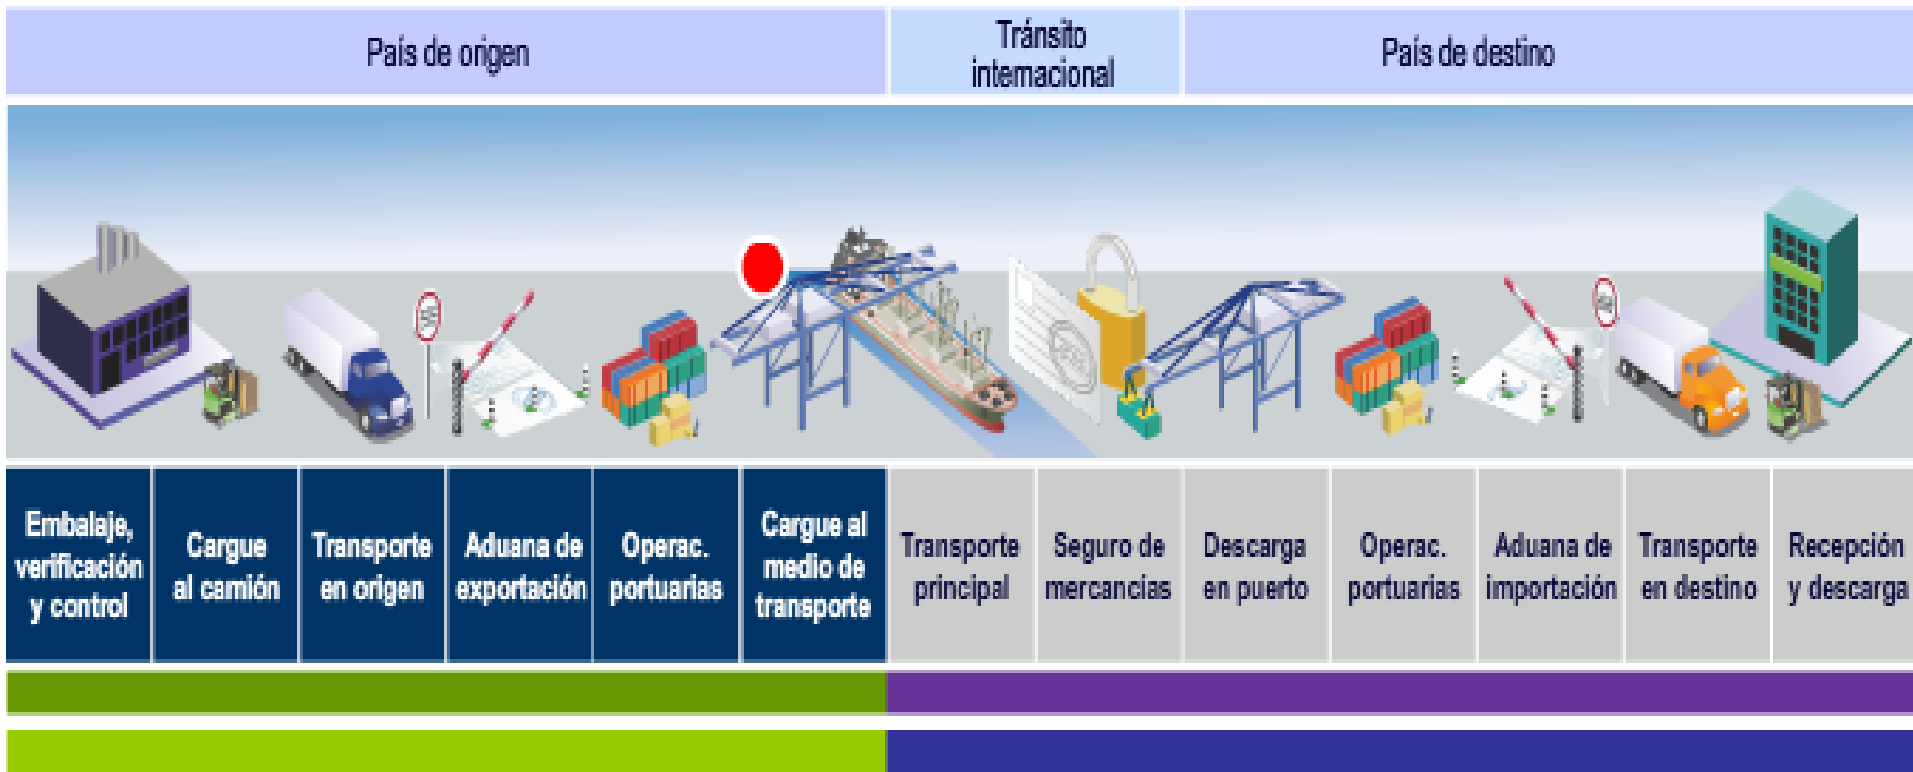 País de origen
Tránsito
internacional
País de destino
Embalaje,
verificación
y control
Cargue
al camión
Transporte
en origen
Aduana de
exportación
Operac.
portuarias
Cargue al
medio de
transporte
Transporte
principal
Seguro de
mercancias
Descarga
en puerto
Operac.
portuarias
Aduana de
importación
Transporte
en destino
Recepción
y descarga